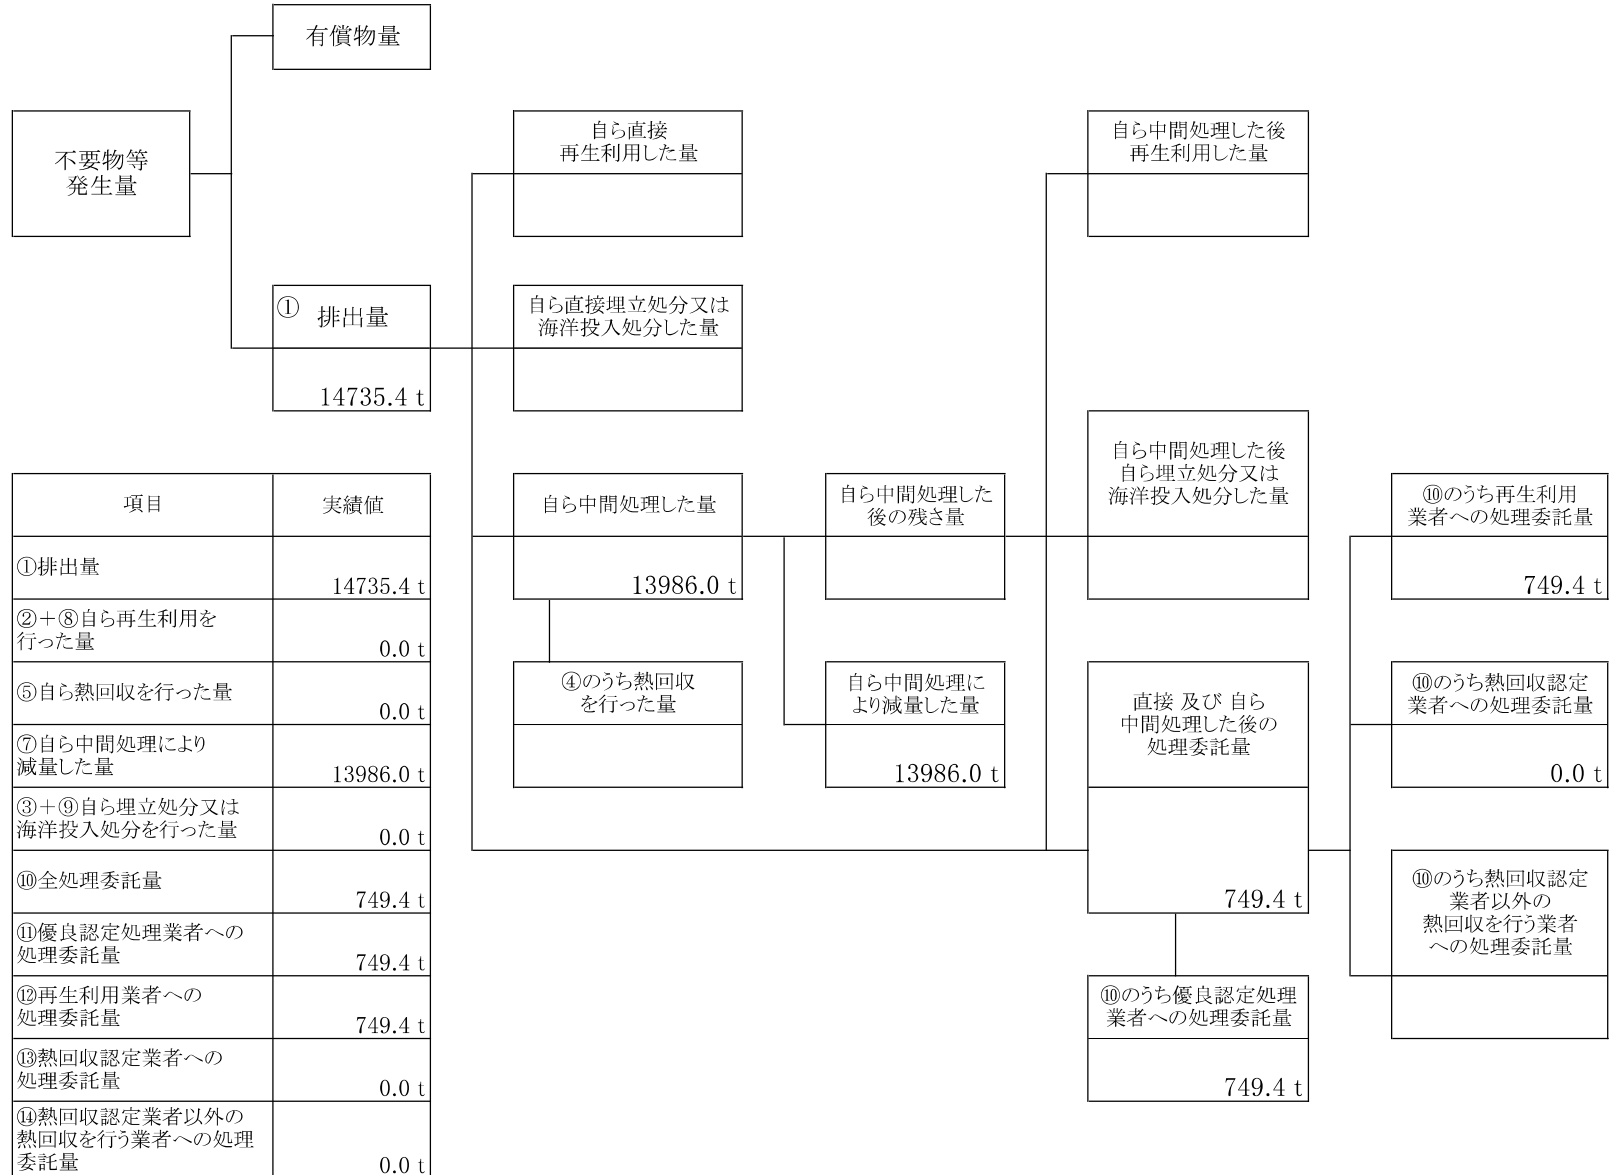 有償物量
不要物等
発生量
自ら直接
再生利用した量
自ら中間処理した後
再生利用した量
① 排出量
14735.4 t
自ら直接埋立処分又は
海洋投入処分した量
自ら中間処理した量
13986.0 t
自ら中間処理した
後の残さ量
自ら中間処理した後
自ら埋立処分又は
海洋投入処分した量
⑩のうち再生利用
業者への処理委託量
749.4 t
④のうち熱回収
を行った量
自ら中間処理に
より減量した量
13986.0 t
直接 及び 自ら
中間処理した後の
処理委託量
749.4 t
⑩のうち熱回収認定
業者への処理委託量
0.0 t
⑩のうち熱回収認定
業者以外の
熱回収を行う業者
への処理委託量
⑩のうち優良認定処理
業者への処理委託量
749.4 t
項目 実績値
①排出量
14735.4 t
②＋⑧自ら再生利用を
行った量
0.0 t
⑤自ら熱回収を行った量
0.0 t
⑦自ら中間処理により
減量した量
13986.0 t
③＋⑨自ら埋立処分又は
海洋投入処分を行った量
0.0 t
⑩全処理委託量
749.4 t
⑪優良認定処理業者への
処理委託量
749.4 t
⑫再生利用業者への
処理委託量
749.4 t
⑬熱回収認定業者への
処理委託量
0.0 t
⑭熱回収認定業者以外の
熱回収を行う業者への処理
委託量
0.0 t